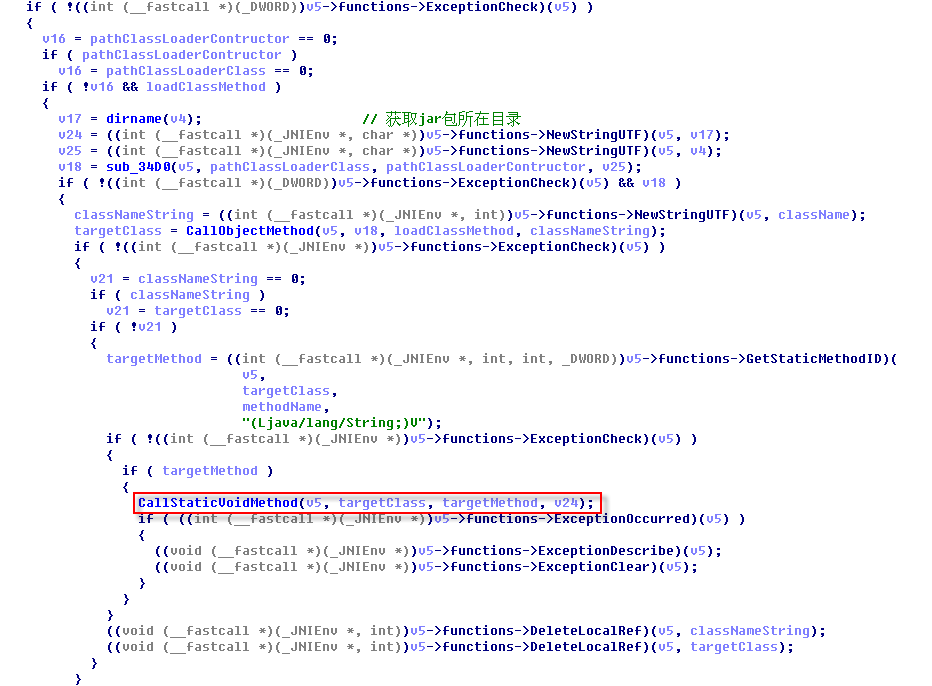 if ( !((int (__fastcall *)(_DWORD))v5->functions->ExceptionCheck)(v5) )
{
v16 = pathClassLoaderContructor == 0;
if ( pathClassLoaderContructor )
v16 = pathClassLoaderClass == 0;
if ( !v16 && loadClassMethod )
{
v17 = dirname(v4); // 获取jar包所在目录
v24 = ((int (__fastcall *)(_JNIEnv *, char *))v5->functions->NewStringUTF)(v5, v17);
v25 = ((int (__fastcall *)(_JNIEnv *, char *))v5->functions->NewStringUTF)(v5, v4);
v18 = sub_34D0(v5, pathClassLoaderClass, pathClassLoaderContructor, v25);
if ( !((int (__fastcall *)(_DWORD))v5->functions->ExceptionCheck)(v5) && v18 )
{
classNameString = ((int (__fastcall *)(_JNIEnv *, int))v5->functions->NewStringUTF)(v5, className);
targetClass = CallObjectMethod(v5, v18, loadClassMethod, classNameString);
if ( !((int (__fastcall *)(_JNIEnv *))v5->functions->ExceptionCheck)(v5) )
{
v21 = classNameString == 0;
if ( classNameString )
v21 = targetClass == 0;
if ( !v21 )
{
targetMethod = ((int (__fastcall *)(_JNIEnv *, int, int, _DWORD))v5->functions->GetStaticMethodID)(
v5,
targetClass,
methodName,
"(Ljava/lang/String;)V");
if ( !((int (__fastcall *)(_JNIEnv *))v5->functions->ExceptionCheck)(v5) )
{
if ( targetMethod )
{
CallStaticVoidMethod(v5, targetClass, targetMethod, v24);
if ( ((int (__fastcall *)(_JNIEnv *))v5->functions->ExceptionOccurred)(v5) )
{
((void (__fastcall *)(_JNIEnv *))v5->functions->ExceptionDescribe)(v5);
((void (__fastcall *)(_JNIEnv *))v5->functions->ExceptionClear)(v5);
}
}
}
((void (__fastcall *)(_JNIEnv *, int))v5->functions->DeleteLocalRef)(v5, classNameString);
((void (__fastcall *)(_JNIEnv *, int))v5->functions->DeleteLocalRef)(v5, targetClass);
}
}